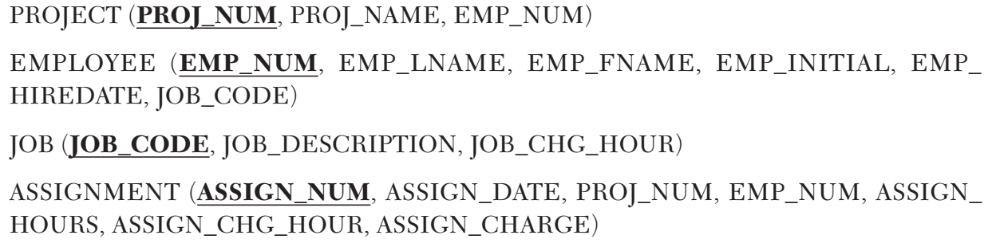 PROJECT (PROJ_NUM, PROJ_NAME, EMP_NUM)
EMPLOYEE (EMP_NUM, EMP_LNAME, EMP_FNAME, EMP_INITIAL, EMP_
HIREDATE, JOB_CODE)
JOB (JOB_CODE, JOB_DESCRIPTION, JOB_CHG_HOUR)
ASSIGNMENT (ASSIGN_NUM, ASSIGN_DATE, PROJ_NUM, EMP_NUM, ASSIGN_
HOURS, ASSIGN_CHG_HOUR, ASSIGN_CHARGE)